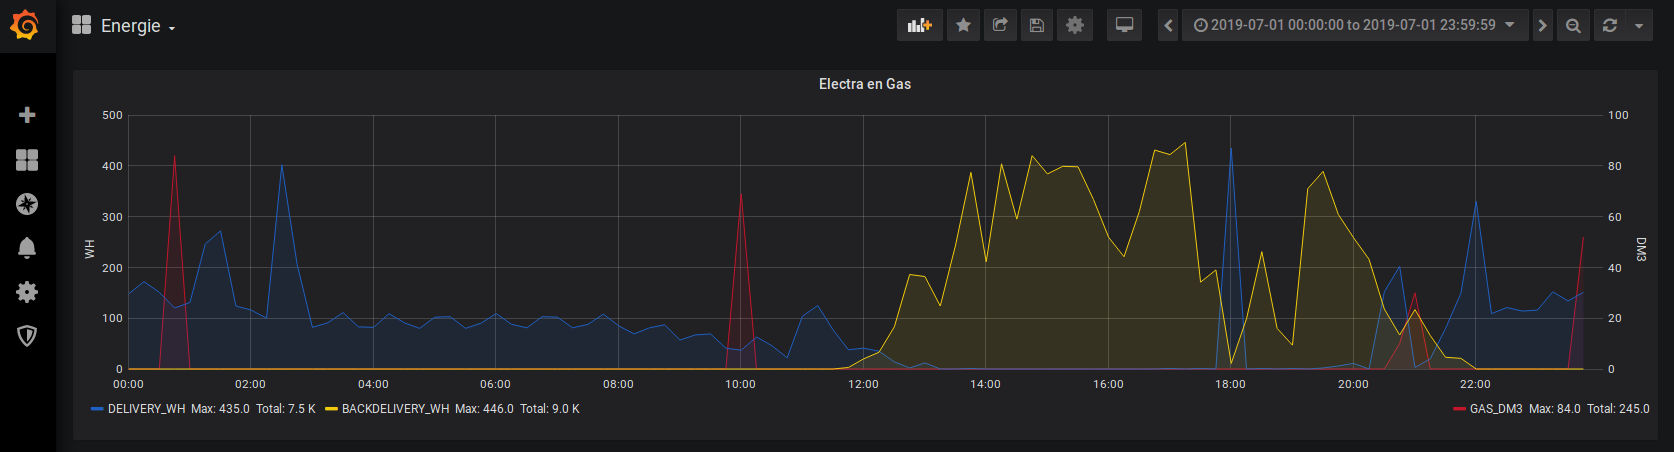 Energie
2019-07-01 00:00:00 to 2019-07-01 23:59:59
Electra en Gas
500 100
400 80
300 60
WH DM3
200 40
100 20
0 0
00:00 02:00 04:00 06:00 08:00 10:00 12:00 14:00 16:00 18:00 20:00 22:00
DELIVERY_WH Max: 435.0 Total: 7.5 K BACKDELIVERY_WH Max: 446.0 Total: 9.0 K GAS_DM3 Max: 84.0 Total: 245.0